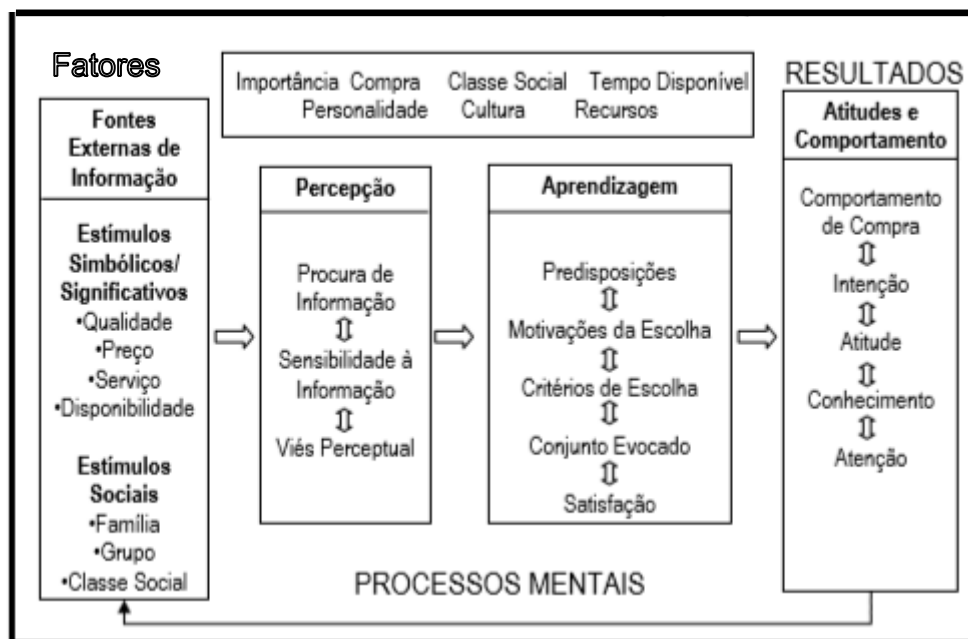 Fatores
Fontes
Externas de
Informação
Estímulos
Simbólicos/
Significativos
•Qualidade
•Preço
•Serviço
•Disponibilidade
Estímulos
Sociais
•Família
•Grupo
•Classe Social
Importância Compra Classe Social Tempo Disponível
Personalidade Cultura Recursos
Percepção
Procura de
Informação
Sensibilidade à
Informação
Viés Perceptual
Aprendizagem
Predisposições
Motivações da Escolha
Critérios de Escolha
Conjunto Evocado
Satisfação
RESULTADOS
Atitudes e
Comportamento
Comportamento
de Compra
Intenção
Atitude
Conhecimento
Atenção
PROCESSOS MENTAIS